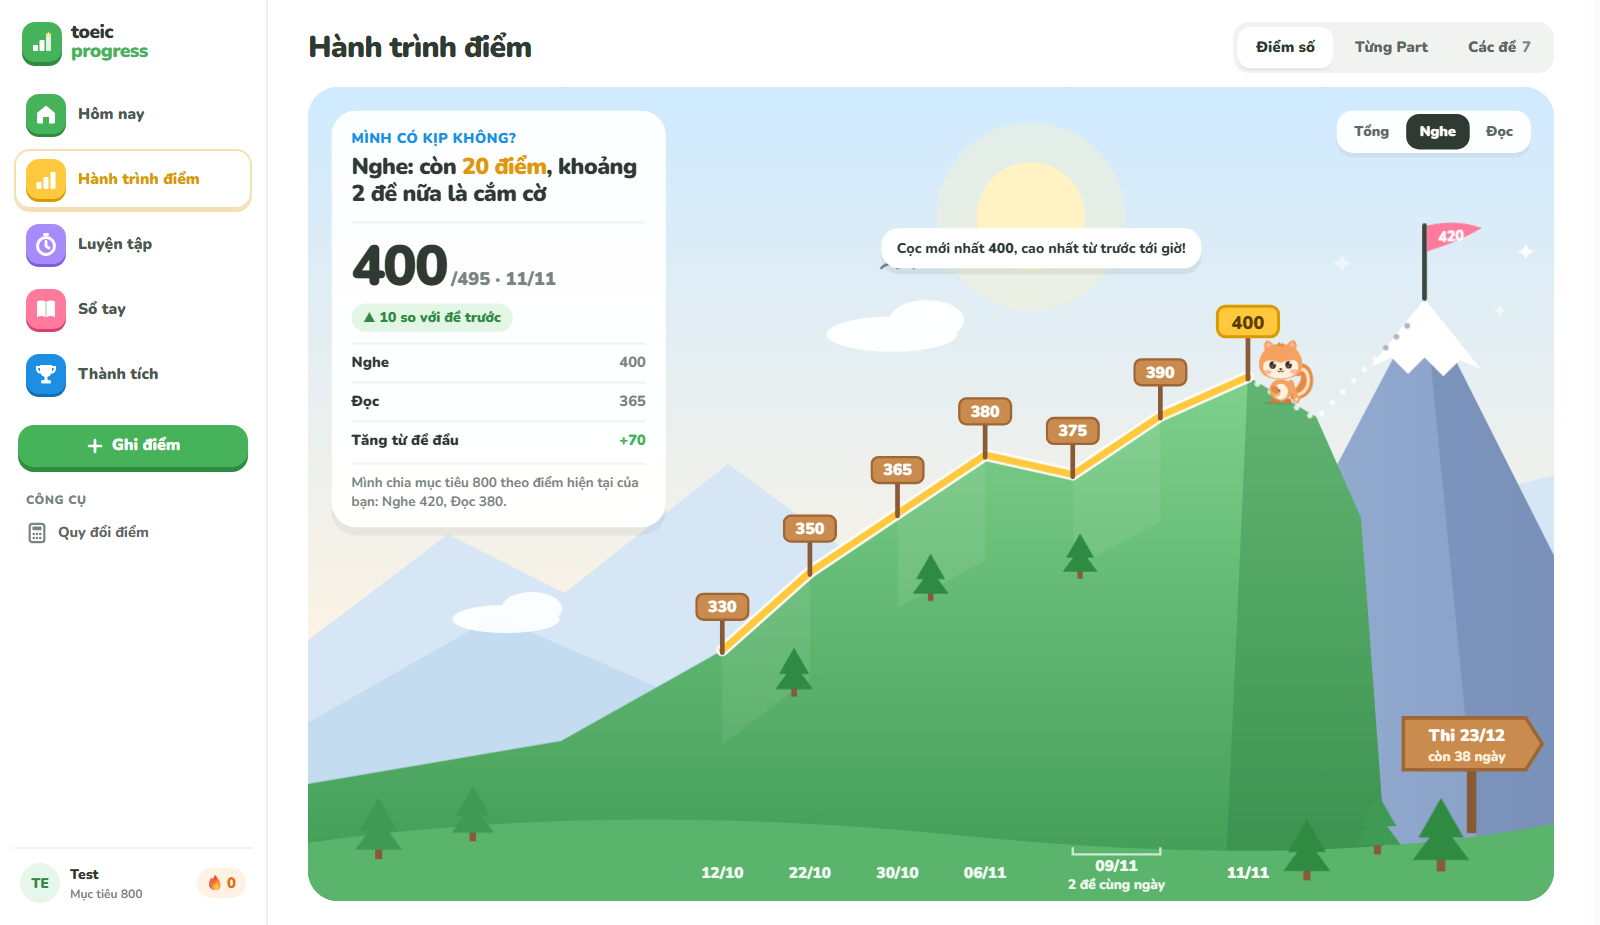 toeic
progress
Hôm nay
Hành trình điểm
Luyện tập
Sổ tay
Thành tích
+ Ghi điểm
CÔNG CỤ
Quy đổi điểm
TE
Test
Mục tiêu 800
0
Hành trình điểm
Điểm số
Từng Part
Các đề 7
MÌNH CÓ KỊP KHÔNG?
Nghe: còn 20 điểm, khoảng
2 đề nữa là cắm cờ
400 /495 · 11/11
▲ 10 so với đề trước
Nghe 400
Đọc 365
Tăng từ đề đầu +70
Mình chia mục tiêu 800 theo điểm hiện tại của
bạn: Nghe 420, Đọc 380.
Tổng
Nghe
Đọc
Cọc mới nhất 400, cao nhất từ trước tới giờ!
420
400
390
380
375
365
350
330
Thi 23/12
còn 38 ngày
12/10
22/10
30/10
06/11
09/11
2 đề cùng ngày
11/11